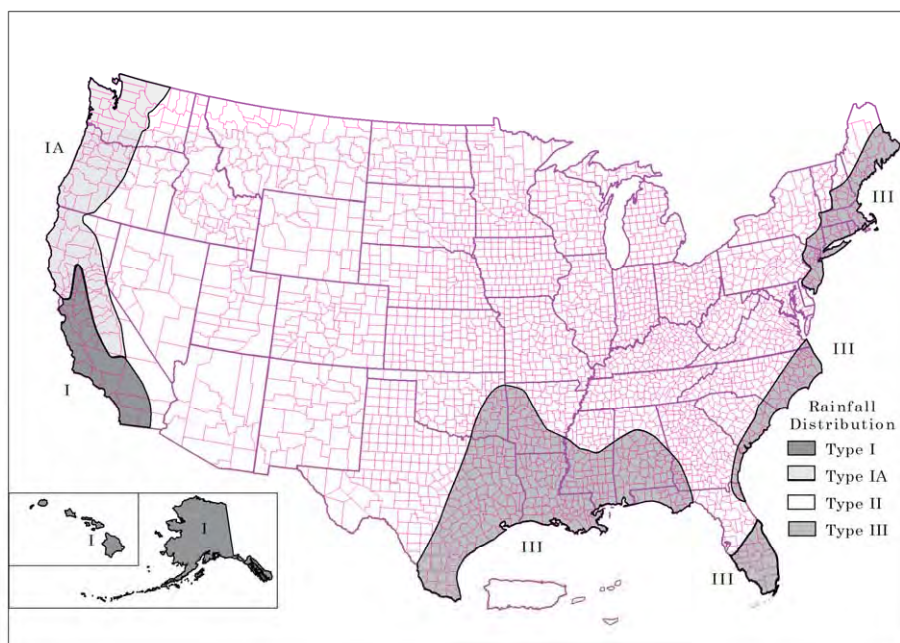 IA
III
III
I
Rainfall
Distribution
Type I
Type IA
Type II
Type III
I
I
III
III